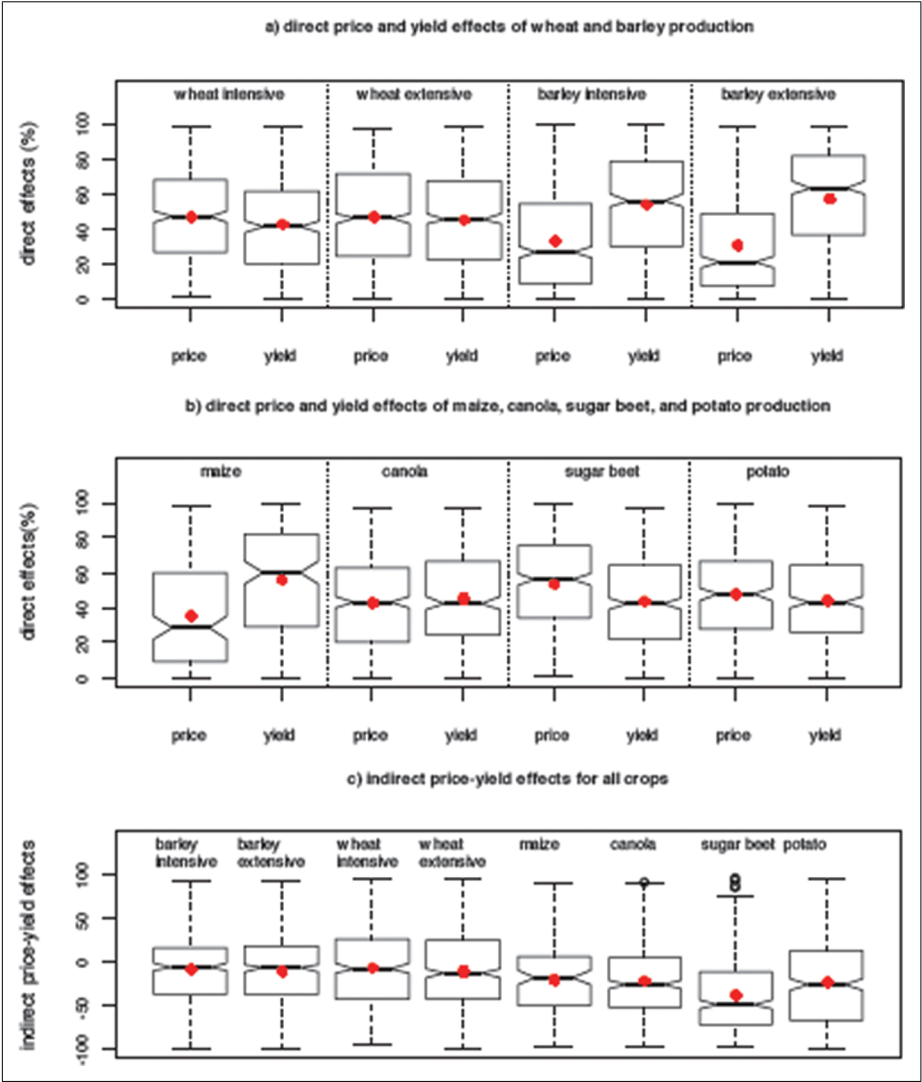 a) direct price and yield effects of wheat and barley production
wheat intensive wheat extensive barley intensive barley extensive
direct effects (%)
100
80
60
40
20
0
price yield price yield price yield price yield
b) direct price and yield effects of maize, canola, sugar beet, and potato production
maize canola sugar beet potato
direct effects(%)
100
80
60
40
20
0
price yield price yield price yield price yield
c) indirect price-yield effects for all crops
barley barley wheat wheat maize canola sugar beet potato
intensive extensive intensive extensive
indirect price-yield effects
100
50
0
-50
-100